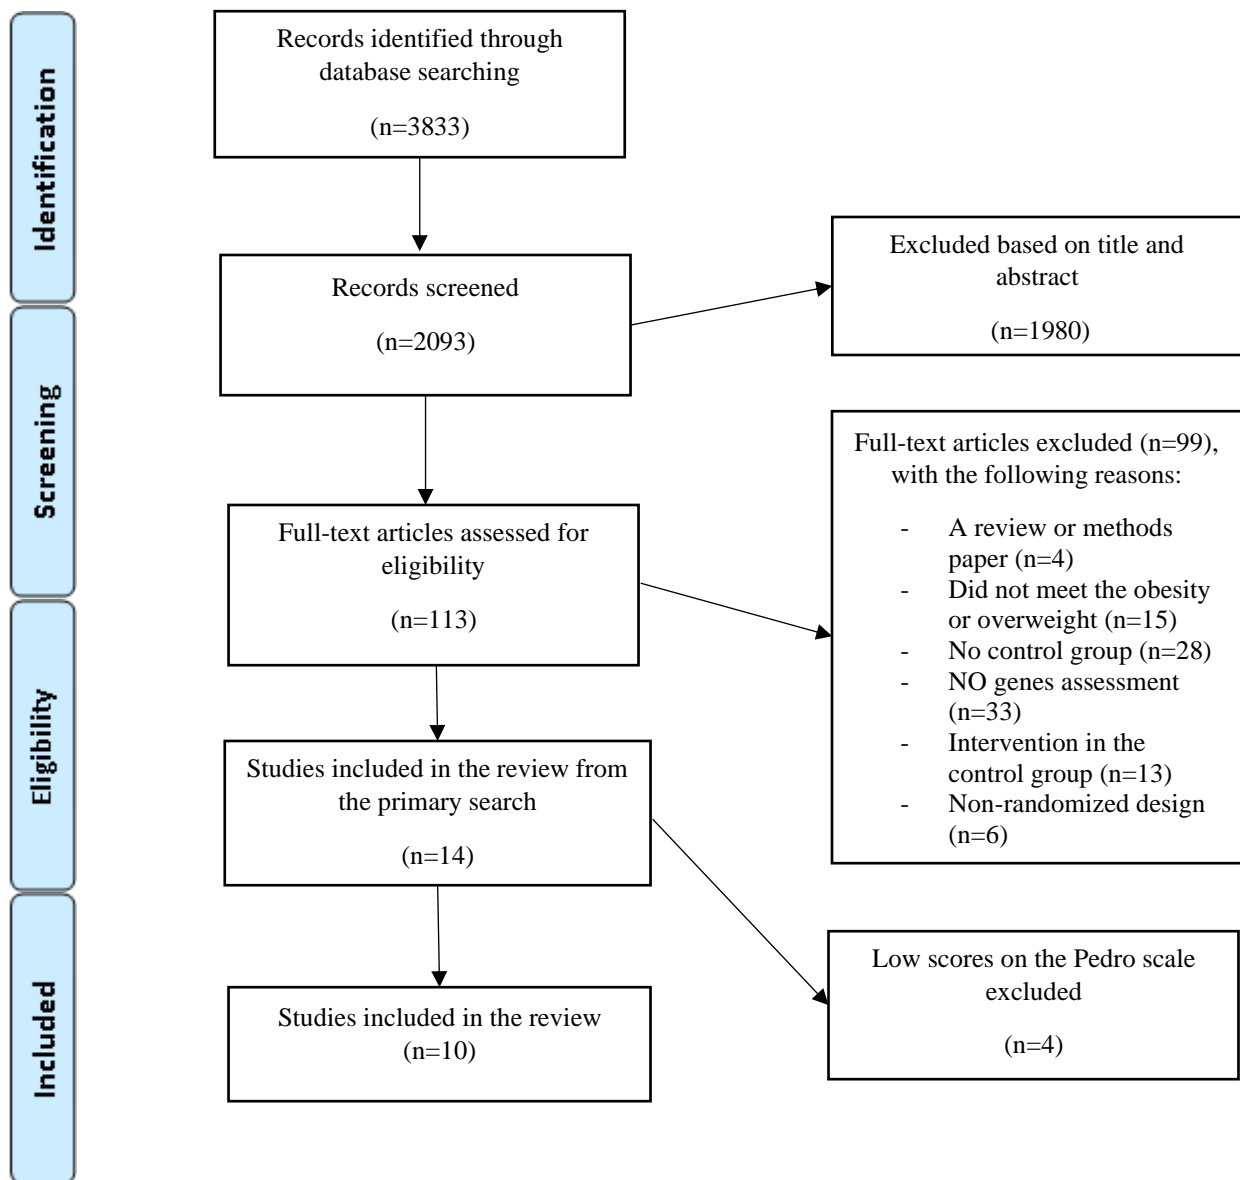 Identification
Records identified through
database searching
(n=3833)
Records screened
(n=2093)
Excluded based on title and
abstract
(n=1980)
Screening
Full-text articles assessed for
eligibility
(n=113)
Full-text articles excluded (n=99),
with the following reasons:
- A review or methods
paper (n=4)
- Did not meet the obesity
or overweight (n=15)
- No control group (n=28)
- NO genes assessment
(n=33)
- Intervention in the
control group (n=13)
- Non-randomized design
(n=6)
Eligibility
Studies included in the review from
the primary search
(n=14)
Low scores on the Pedro scale
excluded
(n=4)
Included
Studies included in the review
(n=10)